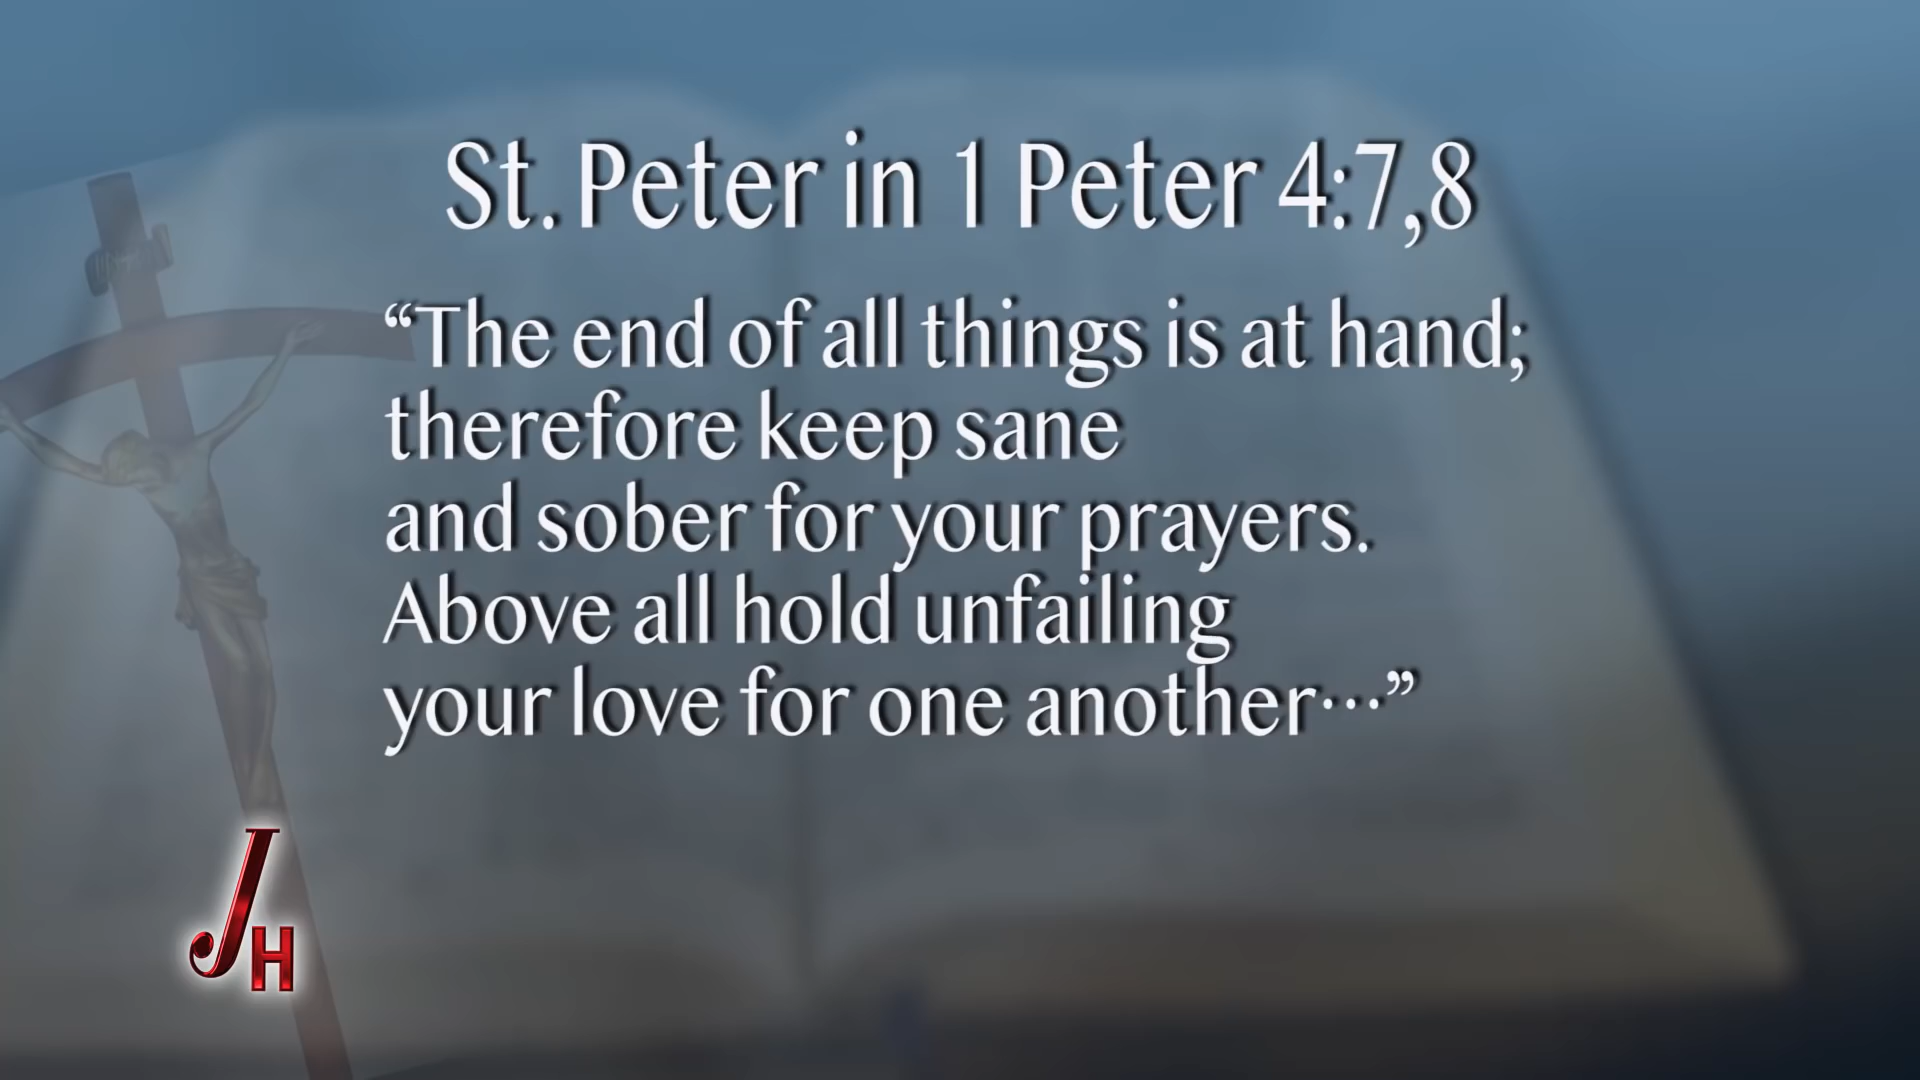 St. Peter in 1 Peter 4:7,8
“The end of all things is at hand;
therefore keep sane
and sober for your prayers.
Above all hold unfailing
your love for one another…”
JH